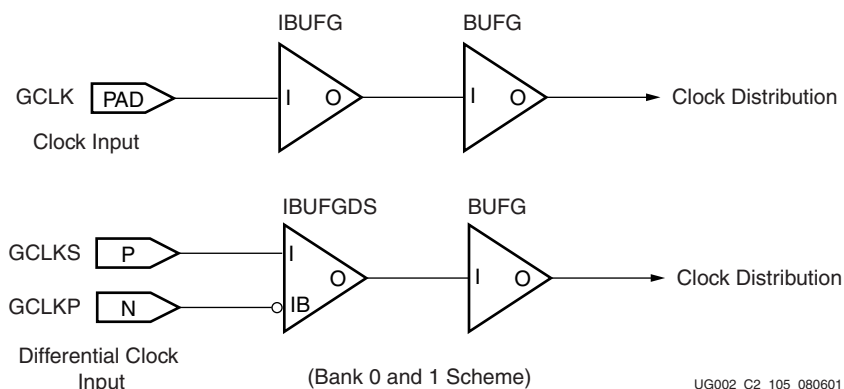 IBUFG
BUFG
GCLK
PAD
I
O
I
O
Clock Distribution
Clock Input
IBUFGDS
BUFG
GCLKS
P
I
O
I
O
Clock Distribution
GCLKP
N
IB
Differential Clock
Input
(Bank 0 and 1 Scheme)
UG002_C2_105_080601